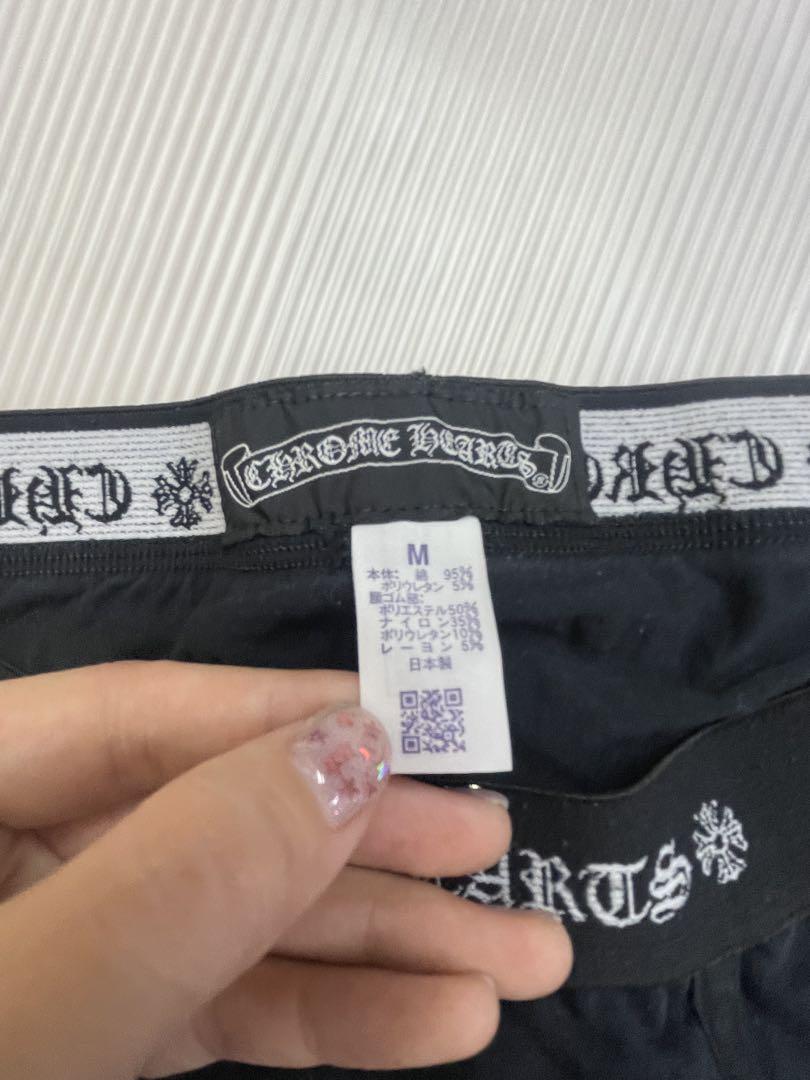 CHROME HEARTS®
M
本体: 綿 95%
ポリウレタン 5%
腰ゴム部:
ポリエステル50%
ナイロン35%
ポリウレタン10%
レーヨン 5%
日本製
EARTS